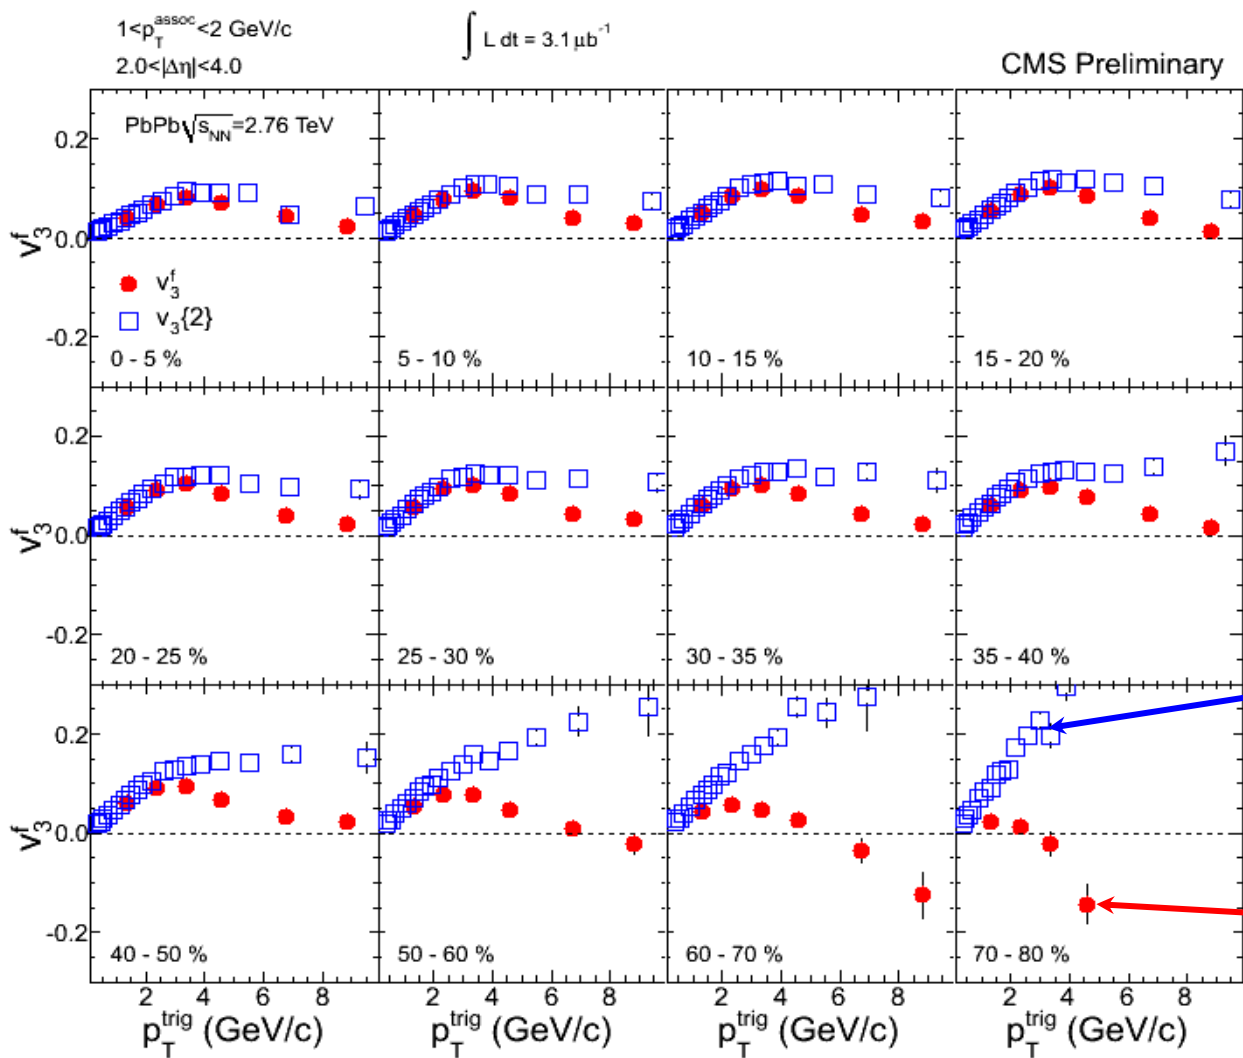 1<p_T^assoc<2 GeV/c
∫ L dt = 3.1 μb⁻¹
2.0<|Δη|<4.0
CMS Preliminary
PbPb√s_NN=2.76 TeV
v_3^f
0.2
0.0
-0.2
v_3^f
v_3{2}
0 - 5 %
5 - 10 %
10 - 15 %
15 - 20 %
v_3^f
0.2
0.0
-0.2
20 - 25 %
25 - 30 %
30 - 35 %
35 - 40 %
v_3^f
0.2
0.0
-0.2
40 - 50 %
50 - 60 %
60 - 70 %
70 - 80 %
2 4 6 8 2 4 6 8 2 4 6 8 2 4 6 8
p_T^trig (GeV/c) p_T^trig (GeV/c) p_T^trig (GeV/c) p_T^trig (GeV/c)